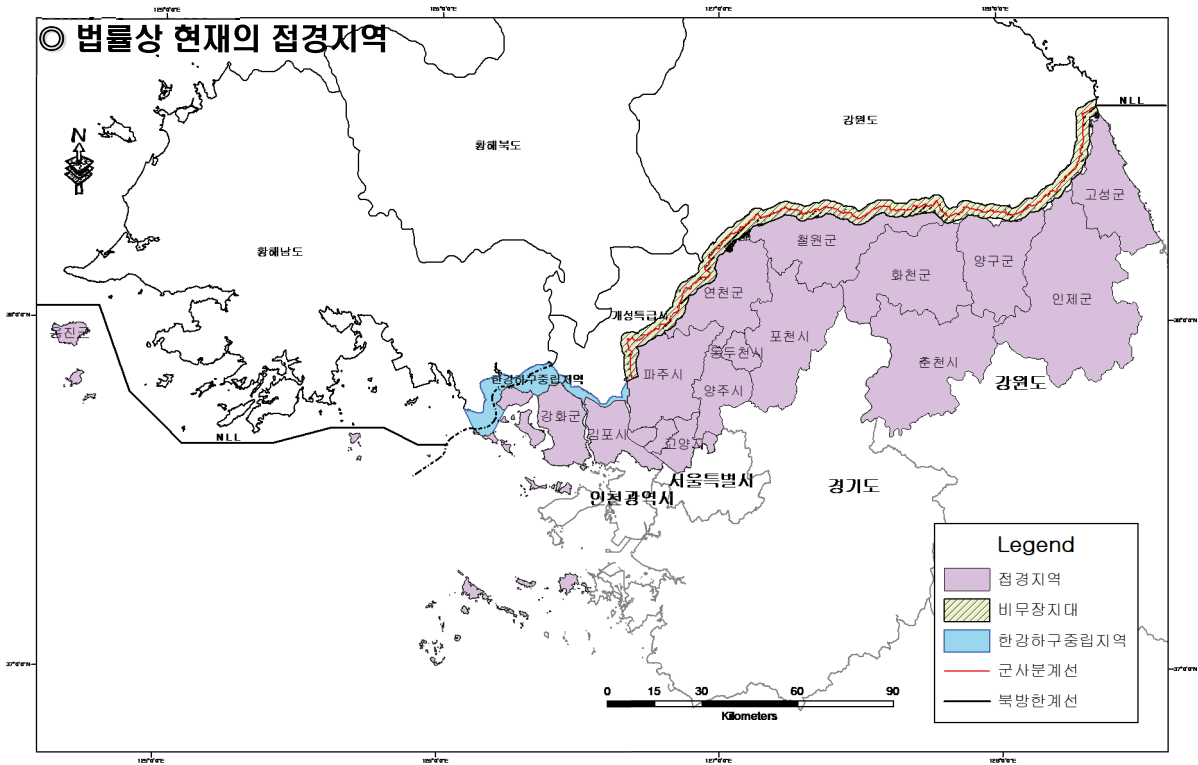 ◎ 법률상 현재의 접경지역
N
NLL
황해북도
강원도
고성군
철원군
황해남도
양구군
화천군
연천군
인제군
개성특급시
옹진군
포천시
동두천시
춘천시
파주시
한강하구중립지역
강원도
양주시
강화군
김포시
고양시
NLL
서울특별시
경기도
인천광역시
Legend
접경지역
비무장지대
한강하구중립지역
군사분계선
북방한계선
0 15 30 60 90
Kilometers